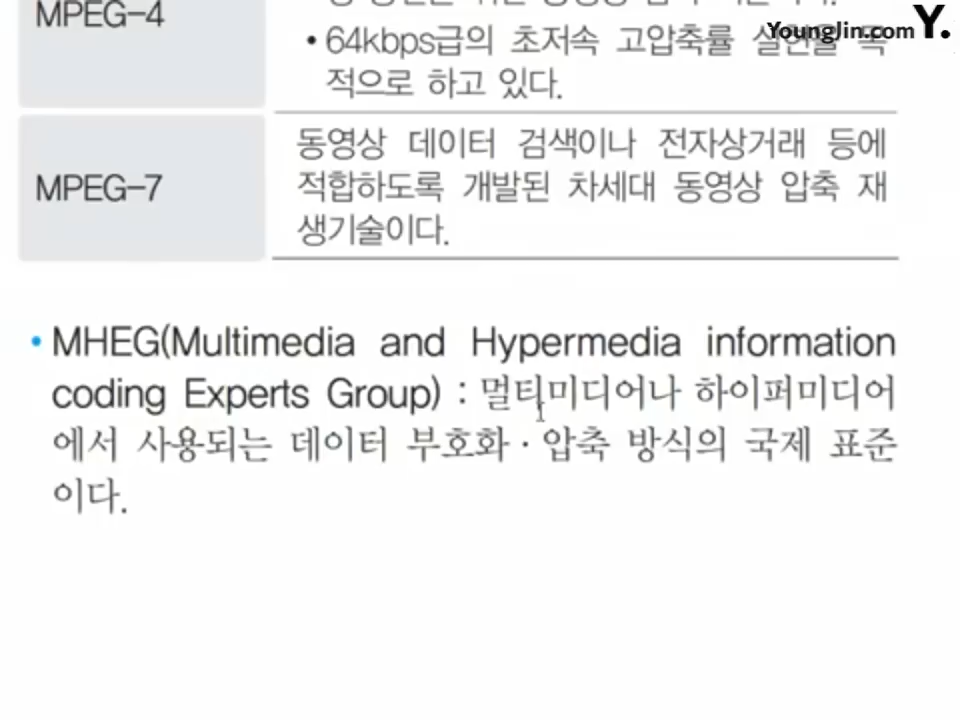 YoungJin.com Y.
MPEG-4
• 64kbps급의 초저속 고압축률 실현을 목
적으로 하고 있다.
MPEG-7
동영상 데이터 검색이나 전자상거래 등에
적합하도록 개발된 차세대 동영상 압축 재
생기술이다.
• MHEG(Multimedia and Hypermedia information
coding Experts Group) : 멀티미디어나 하이퍼미디어
에서 사용되는 데이터 부호화 · 압축 방식의 국제 표준
이다.